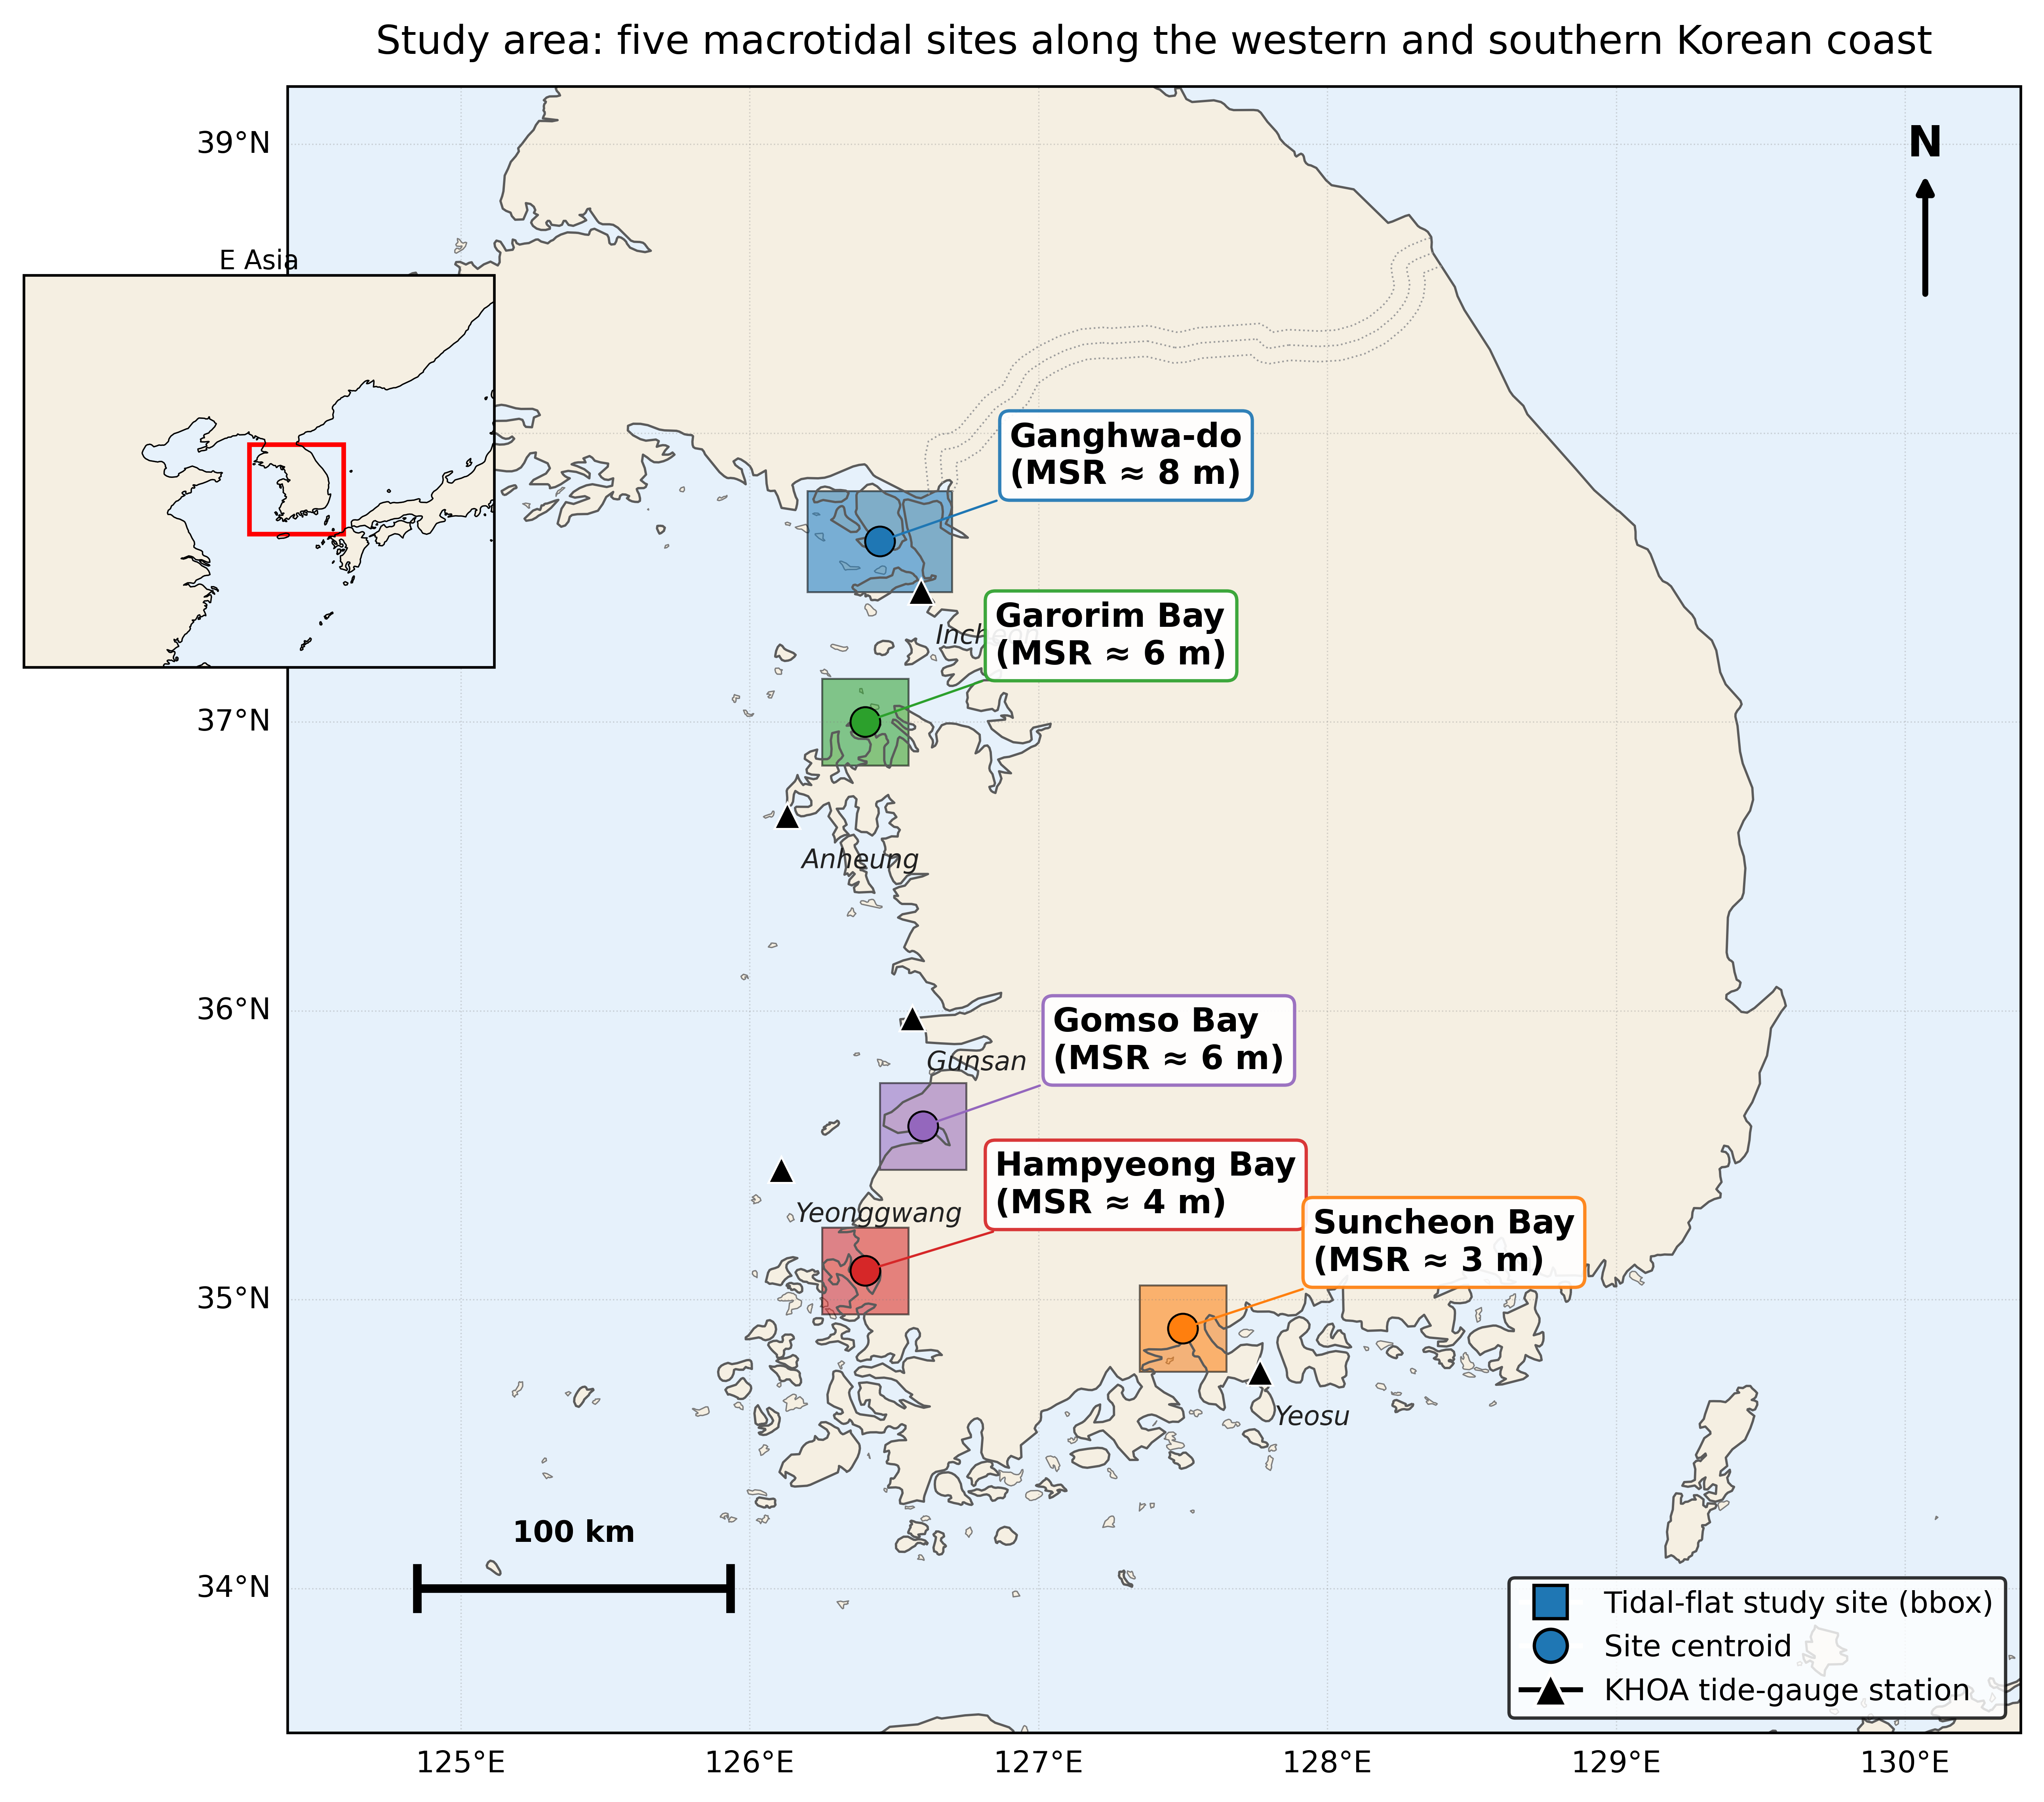 Study area: five macrotidal sites along the western and southern Korean coast
39°N
N
E Asia
Ganghwa-do
(MSR ≈ 8 m)
Garorim Bay
(MSR ≈ 6 m)
Incheon
37°N
Anheung
36°N
Gomso Bay
(MSR ≈ 6 m)
Gunsan
Hampyeong Bay
(MSR ≈ 4 m)
Yeonggwang
Suncheon Bay
(MSR ≈ 3 m)
35°N
Yeosu
100 km
34°N
Tidal-flat study site (bbox)
Site centroid
KHOA tide-gauge station
125°E
126°E
127°E
128°E
129°E
130°E